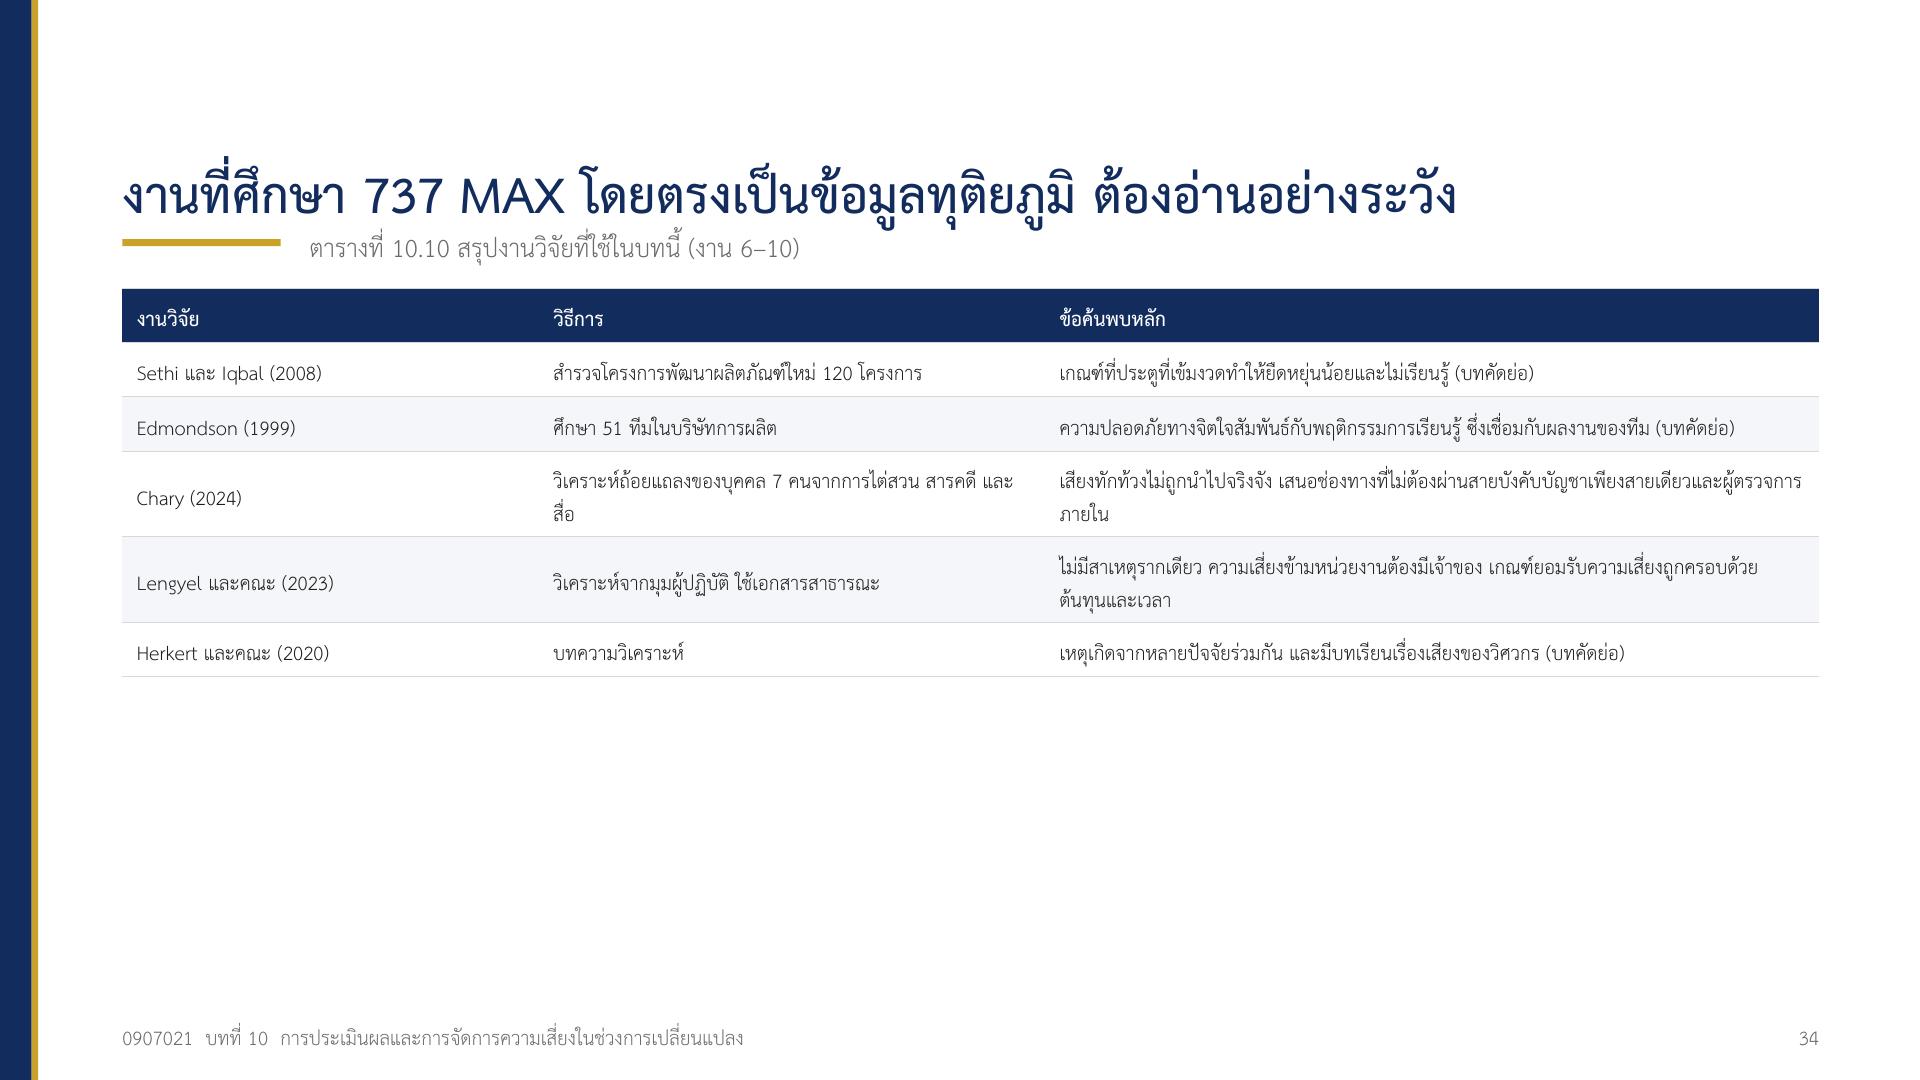 งานที่ศึกษา 737 MAX โดยตรงเป็นข้อมูลทุติยภูมิ ต้องอ่านอย่างระวัง
ตารางที่ 10.10 สรุปงานวิจัยที่ใช้ในบทนี้ (งาน 6–10)
งานวิจัย วิธีการ ข้อค้นพบหลัก
Sethi และ Iqbal (2008) สำรวจโครงการพัฒนาผลิตภัณฑ์ใหม่ 120 โครงการ เกณฑ์ที่ประตูที่เข้มงวดทำให้ยืดหยุ่นน้อยและไม่เรียนรู้ (บทคัดย่อ)
Edmondson (1999) ศึกษา 51 ทีมในบริษัทการผลิต ความปลอดภัยทางจิตใจสัมพันธ์กับพฤติกรรมการเรียนรู้ ซึ่งเชื่อมกับผลงานของทีม (บทคัดย่อ)
Chary (2024) วิเคราะห์ถ้อยแถลงของบุคคล 7 คนจากการไต่สวน สารคดี และ
สื่อ เสียงทักท้วงไม่ถูกนำไปจริงจัง เสนอช่องทางที่ไม่ต้องผ่านสายบังคับบัญชาเพียงสายเดียวและผู้ตรวจการ
ภายใน
Lengyel และคณะ (2023) วิเคราะห์จากมุมผู้ปฏิบัติ ใช้เอกสารสาธารณะ ไม่มีสาเหตุรากเดียว ความเสี่ยงข้ามหน่วยงานต้องมีเจ้าของ เกณฑ์ยอมรับความเสี่ยงถูกครอบด้วย
ต้นทุนและเวลา
Herkert และคณะ (2020) บทความวิเคราะห์ เหตุเกิดจากหลายปัจจัยร่วมกัน และมีบทเรียนเรื่องเสียงของวิศวกร (บทคัดย่อ)
0907021 บทที่ 10 การประเมินผลและการจัดการความเสี่ยงในช่วงการเปลี่ยนแปลง 34